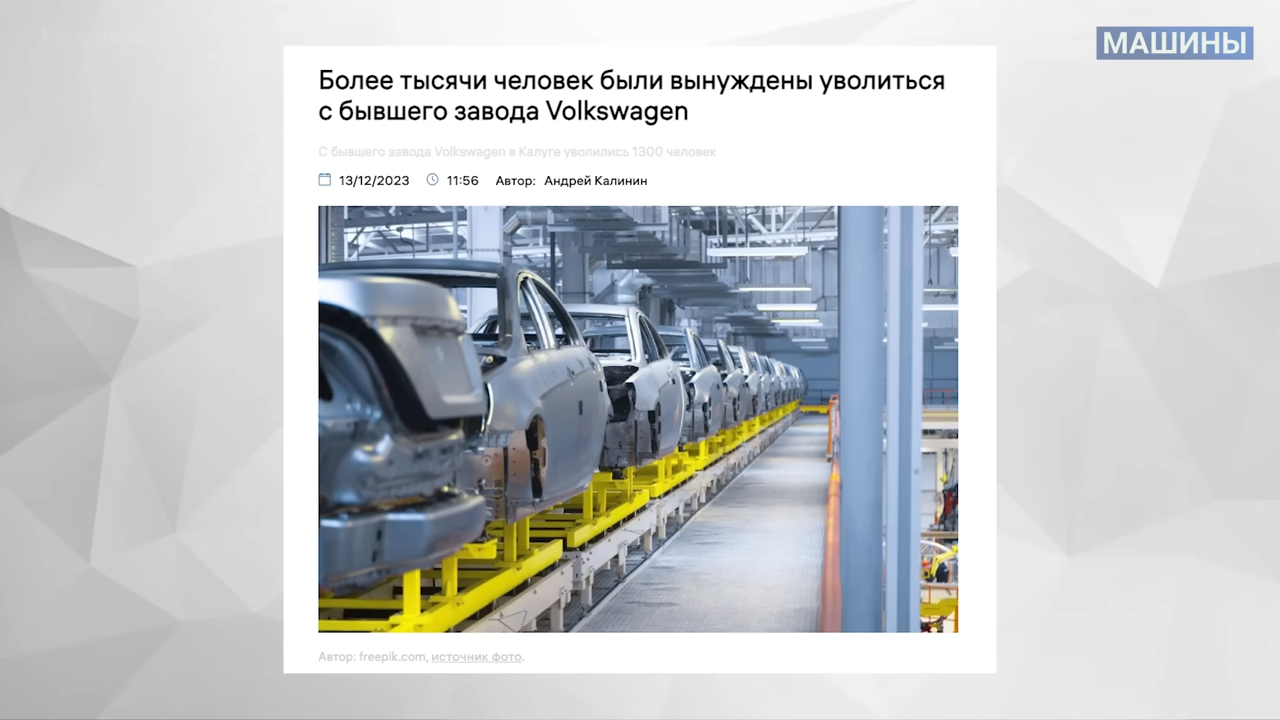 МАШИНЫ
Более тысячи человек были вынуждены уволиться
с бывшего завода Volkswagen
С бывшего завода Volkswagen в Калуге уволились 1300 человек
13/12/2023 11:56 Автор: Андрей Калинин
Автор: freepik.com, источник фото.